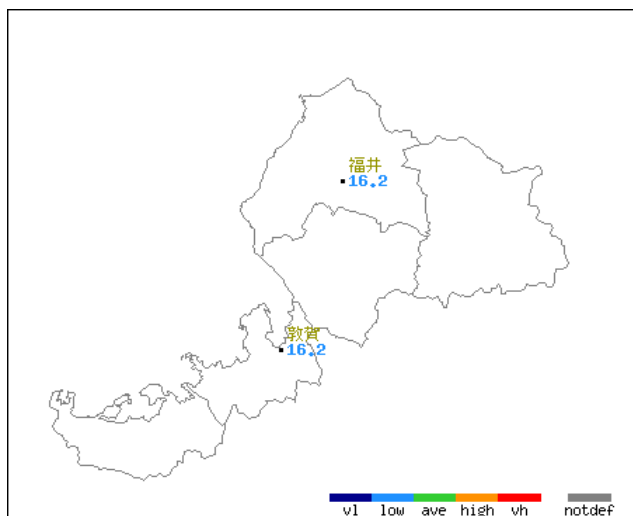 福井
16.2
敦賀
16.2
vl low ave high vh notdef